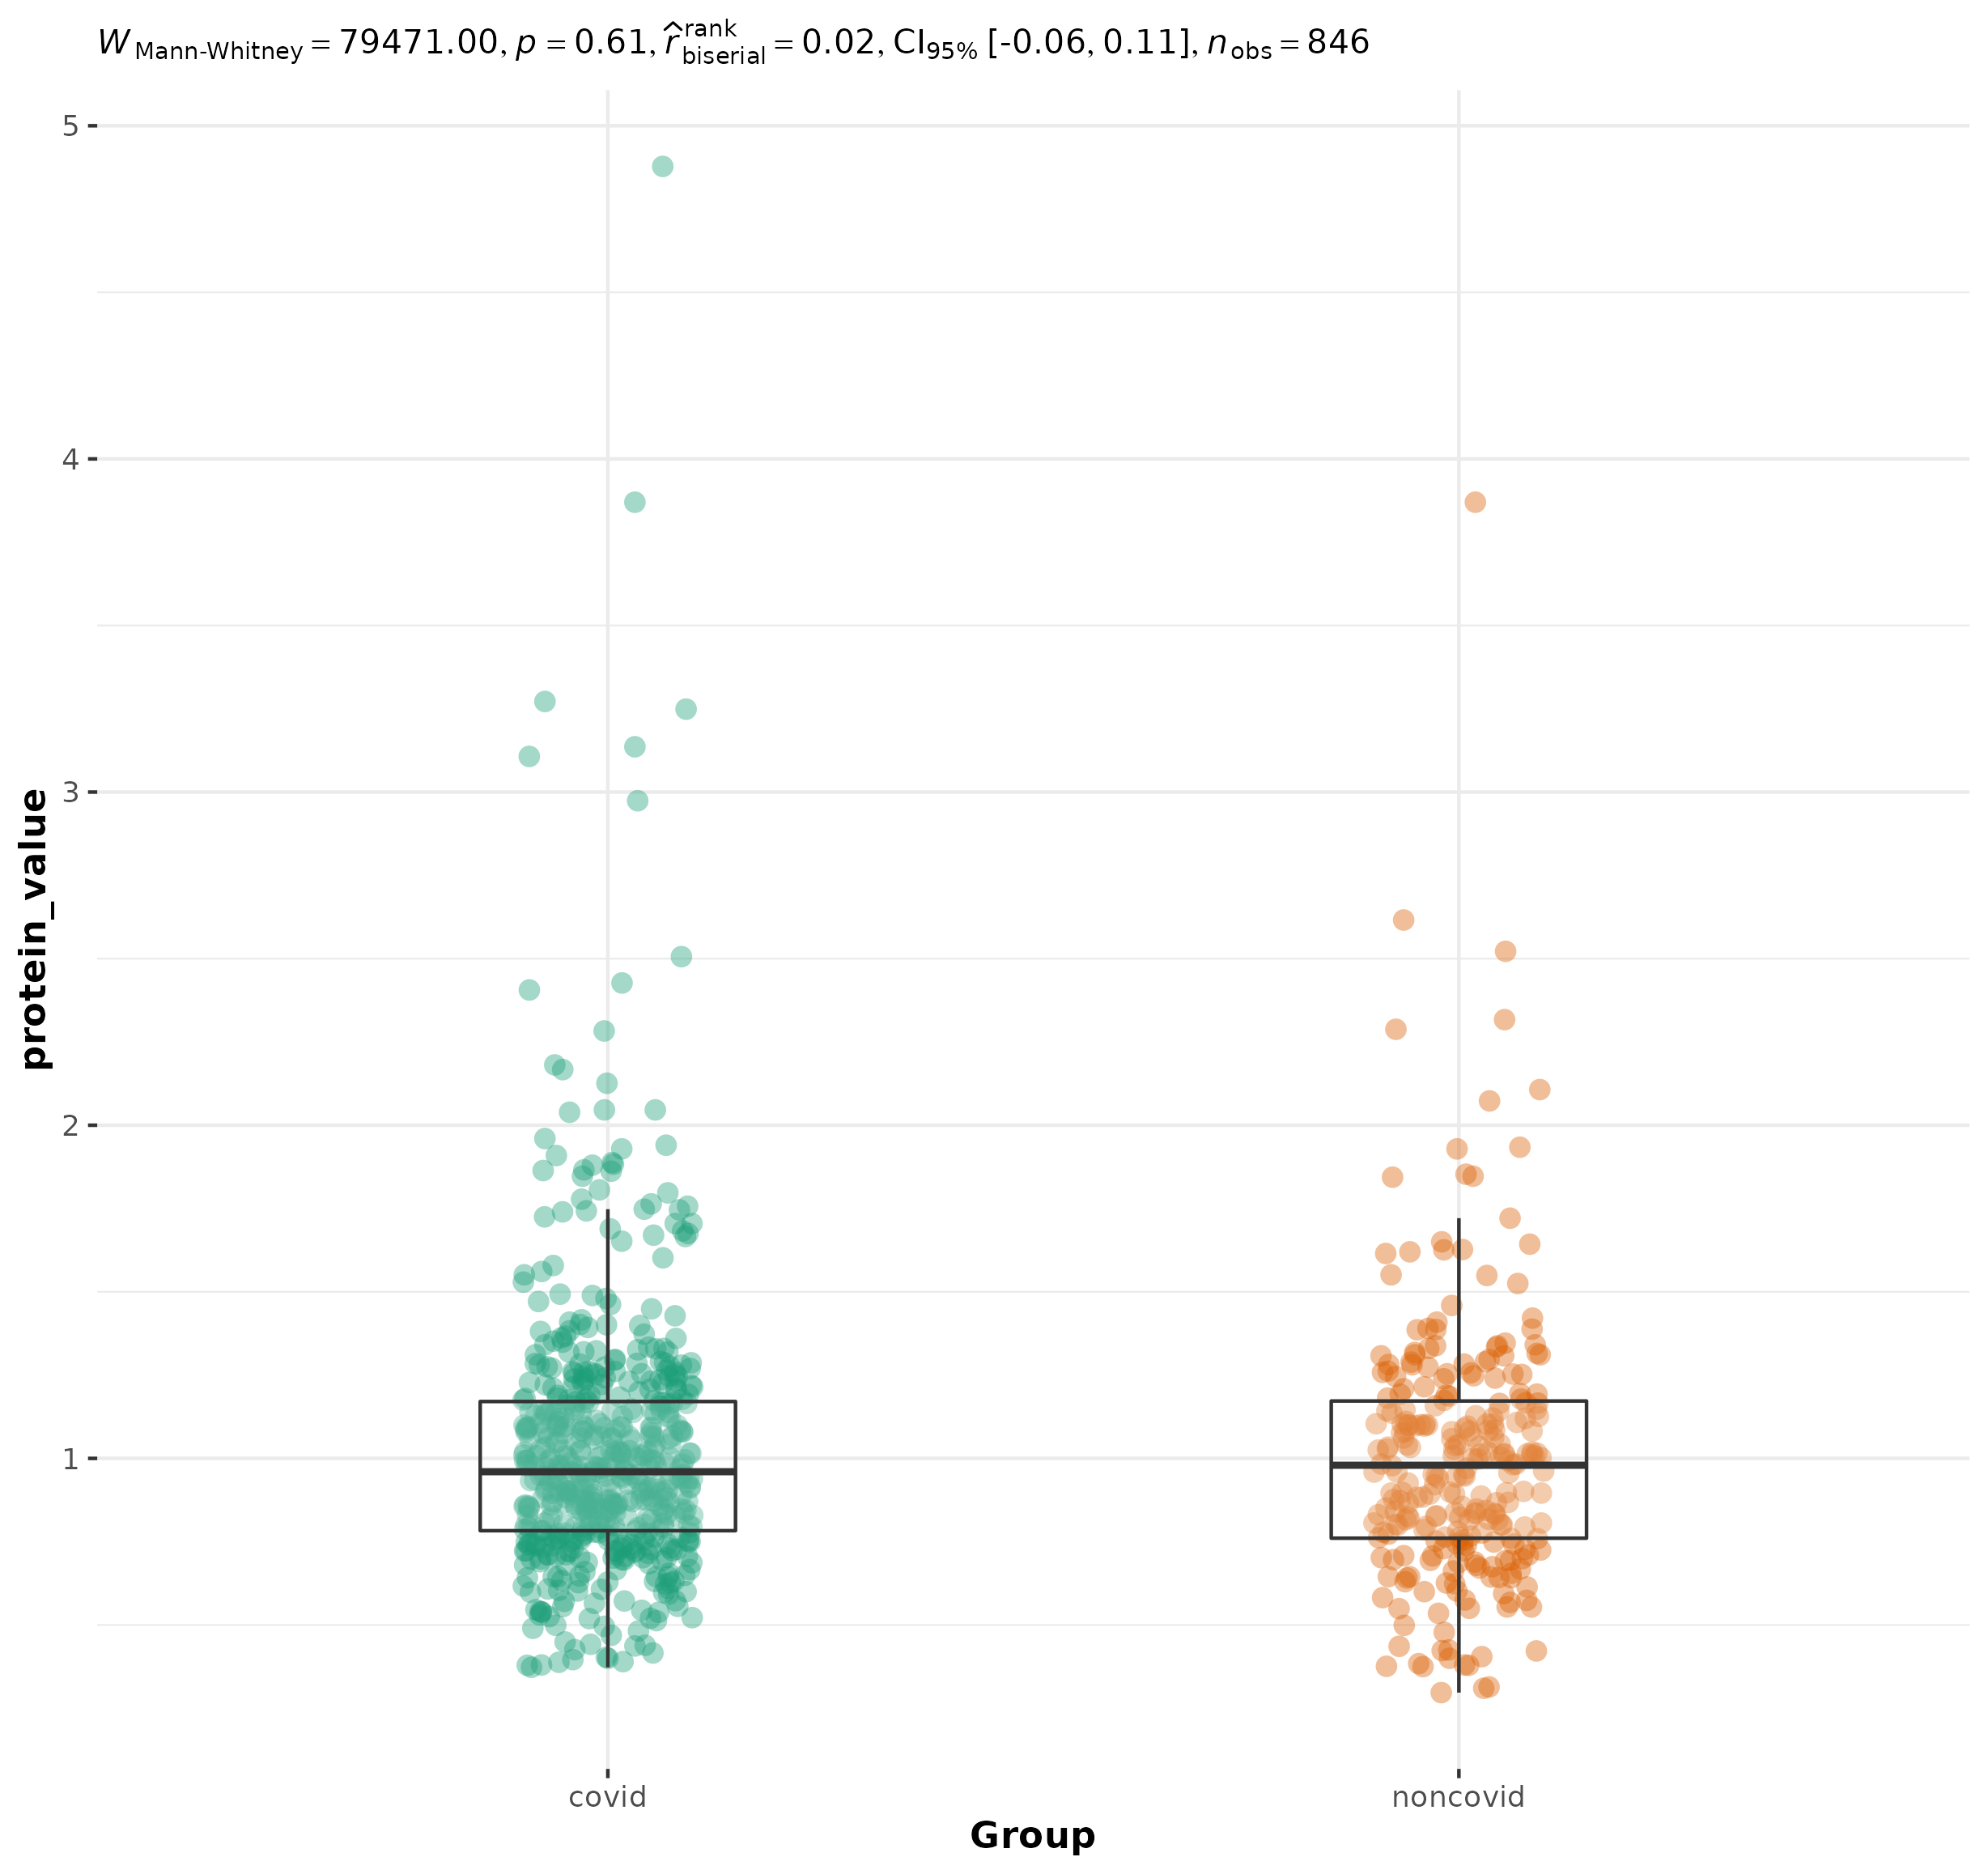 W Mann-Whitney = 79471.00, p = 0.61, r̂ rank biserial = 0.02, CI95% [-0.06, 0.11], n obs = 846
5
4
3
2
1
protein_value
covid noncovid
Group